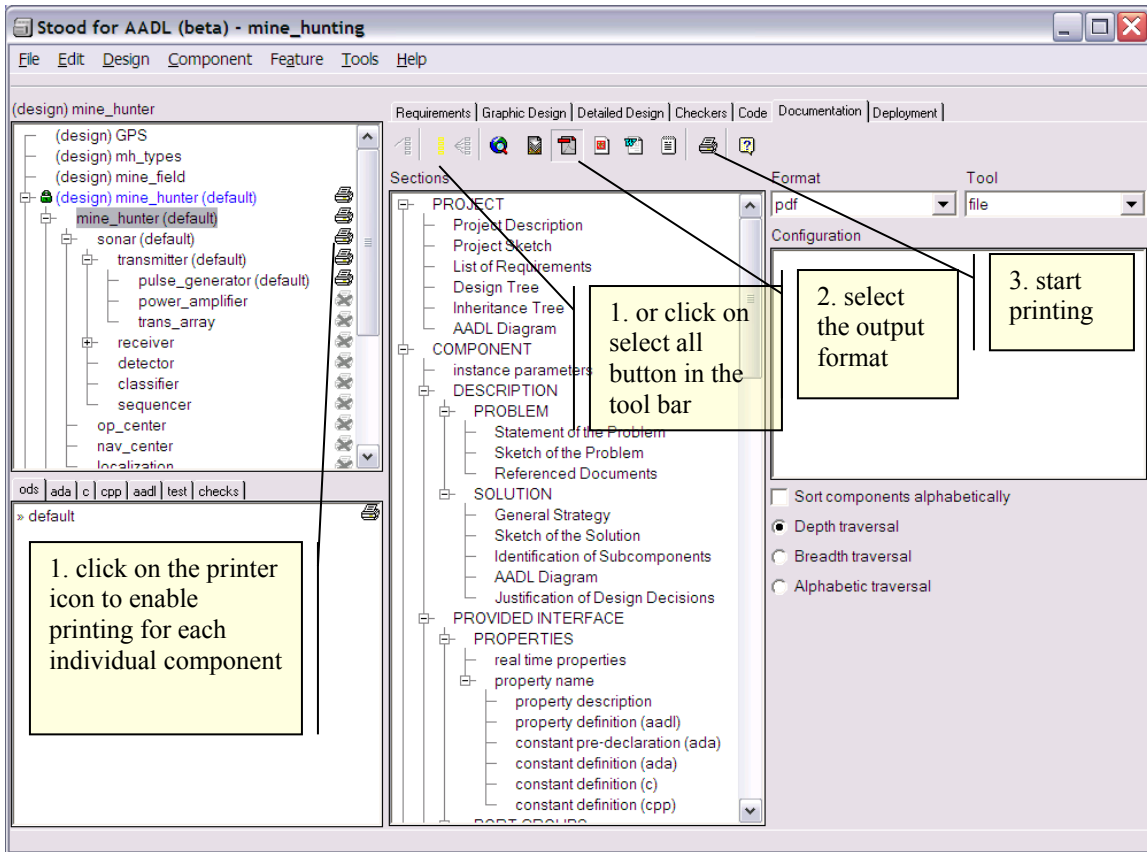 Stood for AADL (beta) - mine_hunting
File Edit Design Component Feature Tools Help
(design) mine_hunter
(design) GPS
(design) mh_types
(design) mine_field
(design) mine_hunter (default)
mine_hunter (default)
sonar (default)
transmitter (default)
pulse_generator (default)
power_amplifier
trans_array
receiver
detector
classifier
sequencer
op_center
nav_center
localization
ods ada c cpp aadl test checks
» default
1. click on the printer
icon to enable
printing for each
individual component
Requirements Graphic Design Detailed Design Checkers Code Documentation Deployment
Sections
PROJECT
Project Description
Project Sketch
List of Requirements
Design Tree
Inheritance Tree
AADL Diagram
COMPONENT
instance parameters
DESCRIPTION
PROBLEM
Statement of the Problem
Sketch of the Problem
Referenced Documents
SOLUTION
General Strategy
Sketch of the Solution
Identification of Subcomponents
AADL Diagram
Justification of Design Decisions
PROVIDED INTERFACE
PROPERTIES
real time properties
property name
property description
property definition (aadl)
constant pre-declaration (ada)
constant definition (ada)
constant definition (c)
constant definition (cpp)
PORT GROUPS
1. or click on
select all
button in the
tool bar
Format
pdf
Tool
file
Configuration
2. select
the output
format
3. start
printing
Sort components alphabetically
Depth traversal
Breadth traversal
Alphabetic traversal